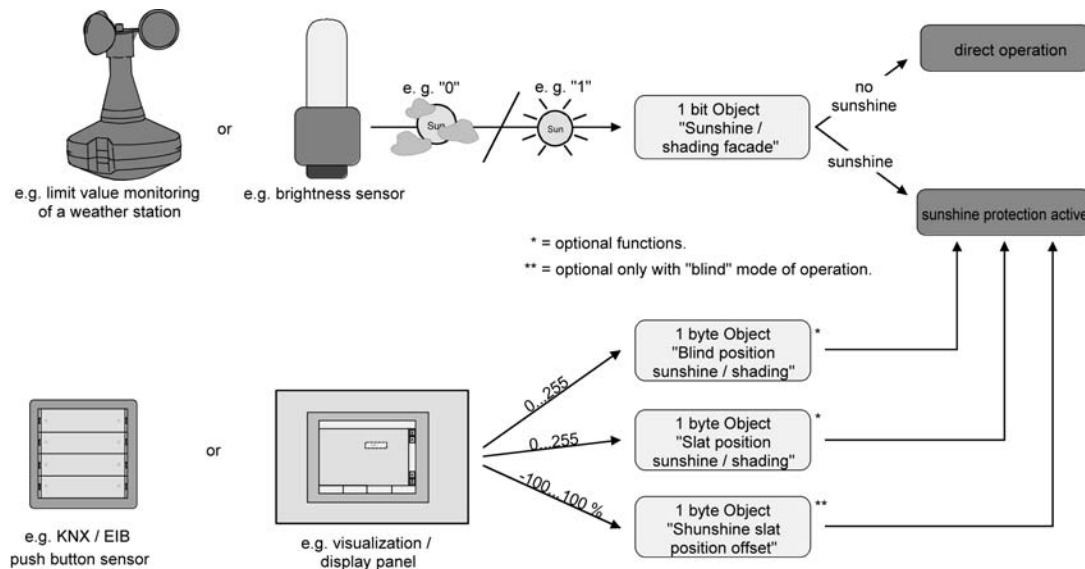 direct operation
e. g. "0"
e. g. "1"
no
sunshine
1 bit Object
"Sunshine /
shading facade"
Sun
Sun
or
sunshine
e.g. limit value monitoring
of a weather station
e.g. brightness sensor
sunshine protection active
* = optional functions.
** = optional only with "blind" mode of operation.
1 byte Object
"Blind position
sunshine / shading"
*
0...255
1 byte Object
"Slat position
sunshine / shading"
*
0...255
or
-100...100 %
1 byte Object
"Shunshine slat
position offset"
**
e.g. KNX / EIB
push button sensor
e.g. visualization /
display panel